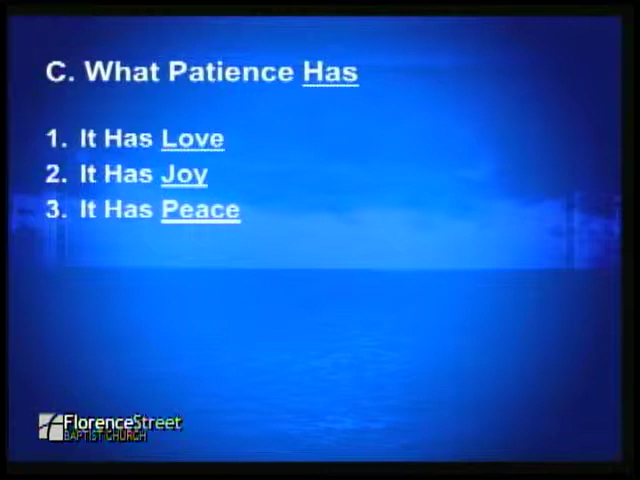 C. What Patience Has
1. It Has Love
2. It Has Joy
3. It Has Peace
FlorenceStreet
BAPTIST CHURCH